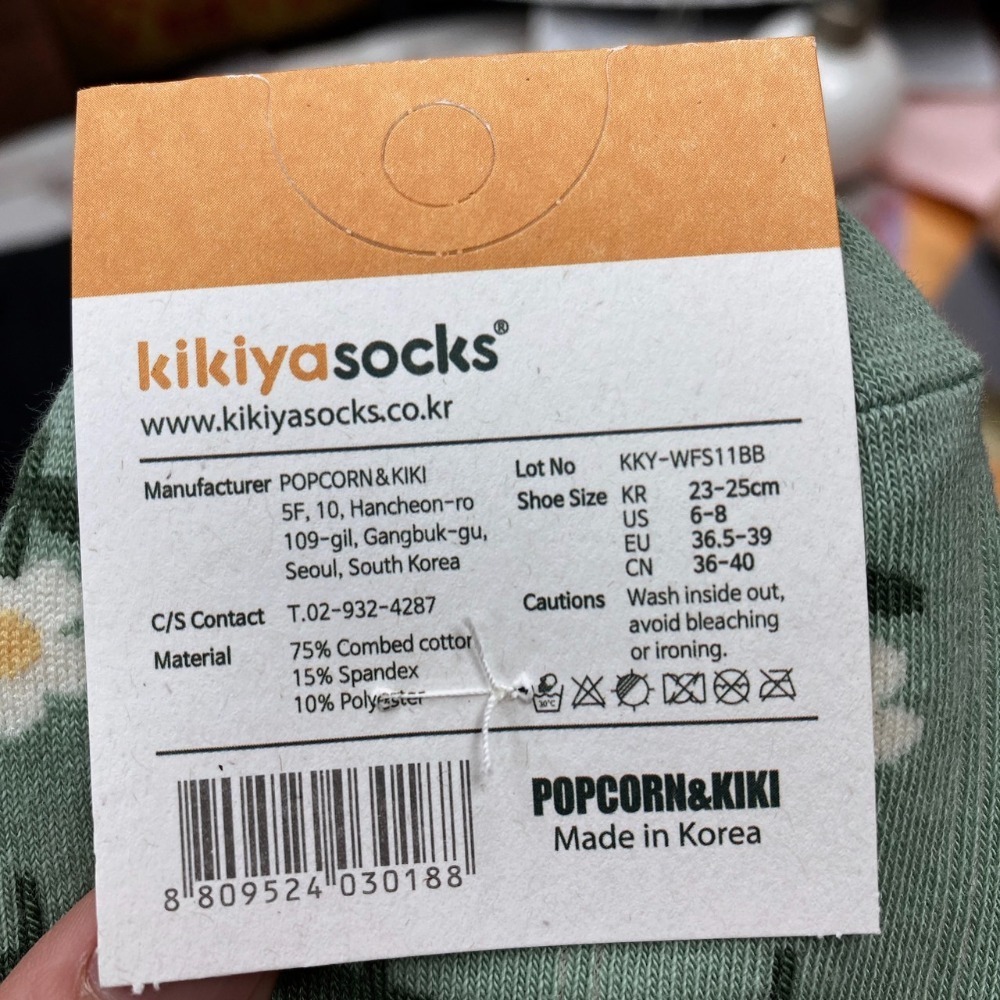 kikiyasocks®
www.kikiyasocks.co.kr
Manufacturer POPCORN&KIKI
5F, 10, Hancheon-ro
109-gil, Gangbuk-gu,
Seoul, South Korea
C/S Contact T.02-932-4287
Material 75% Combed cotton
15% Spandex
10% Polyester
Lot No KKY-WFS11BB
Shoe Size KR 23-25cm
US 6-8
EU 36.5-39
CN 36-40
Cautions Wash inside out,
avoid bleaching
or ironing.
30°C
8 809524 030188
POPCORN&KIKI
Made in Korea